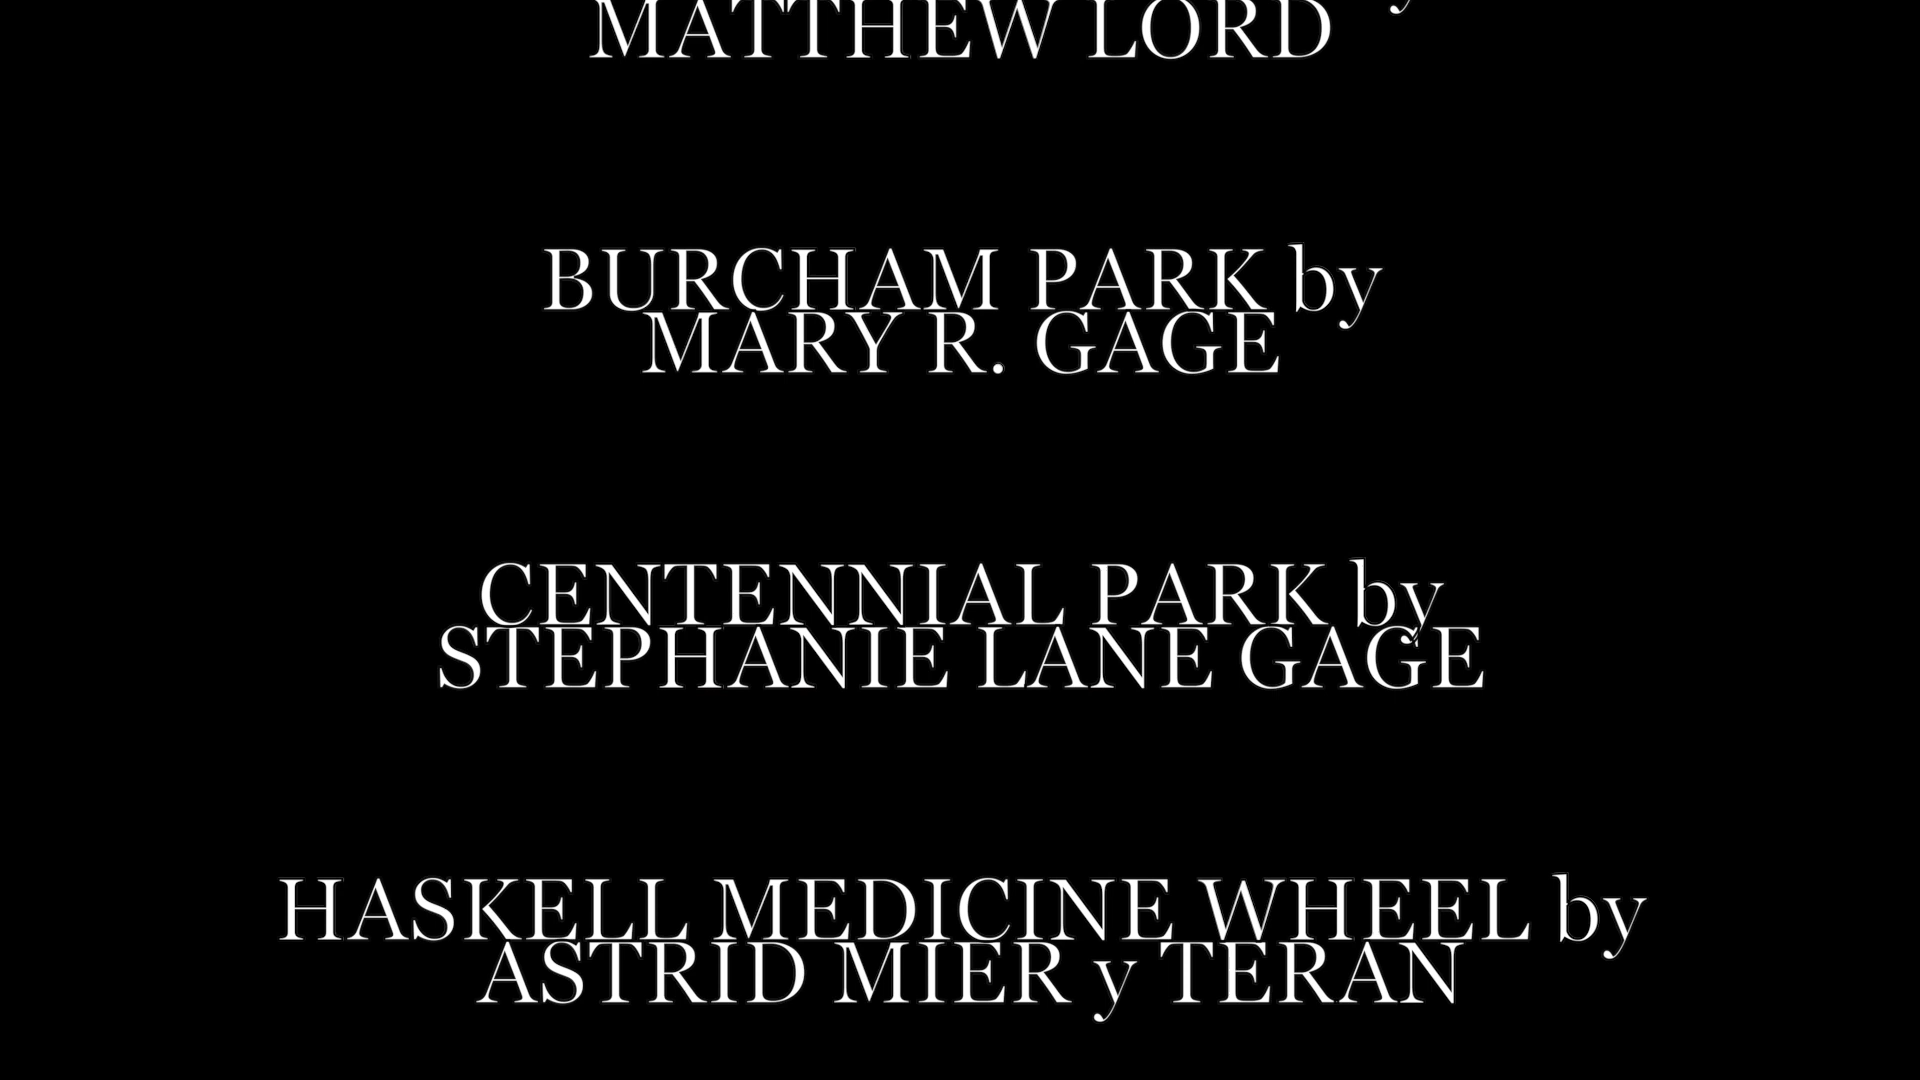 MATTHEW LORD
BURCHAM PARK by
MARY R. GAGE
CENTENNIAL PARK by
STEPHANIE LANE GAGE
HASKELL MEDICINE WHEEL by
ASTRID MIER y TERAN